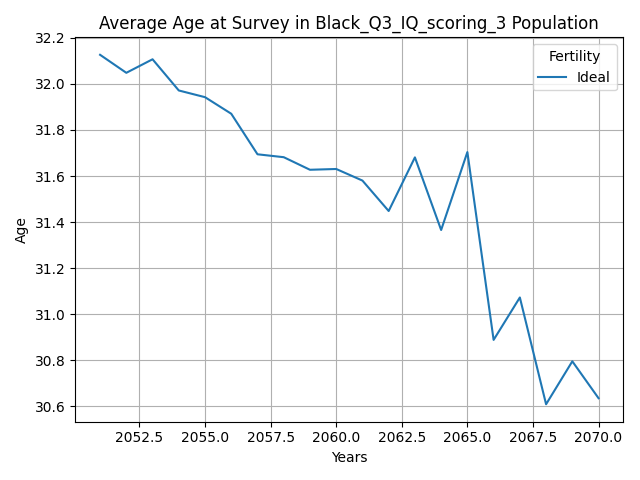 Average Age at Survey in Black_Q3_IQ_scoring_3 Population
Fertility
Ideal
Age
32.2
32.0
31.8
31.6
31.4
31.2
31.0
30.8
30.6
2052.5 2055.0 2057.5 2060.0 2062.5 2065.0 2067.5 2070.0
Years